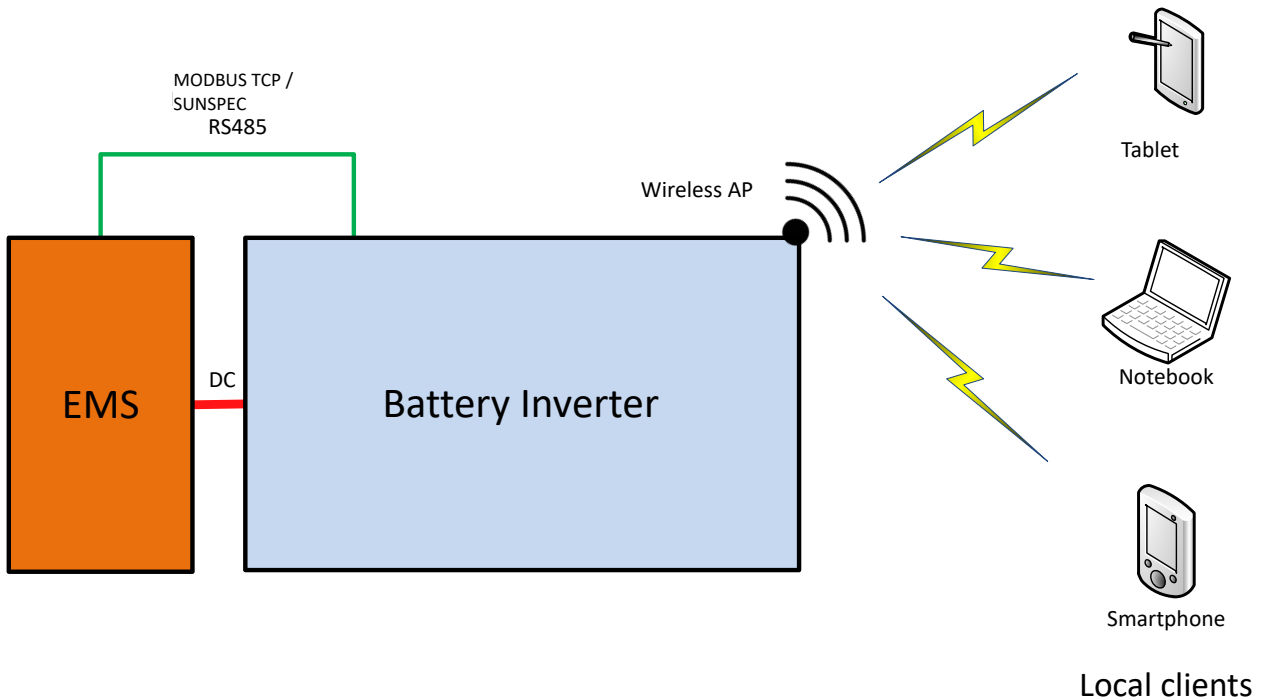 MODBUS TCP /
SUNSPEC
RS485
Wireless AP
Tablet
EMS
DC
Battery Inverter
Notebook
Smartphone
Local clients